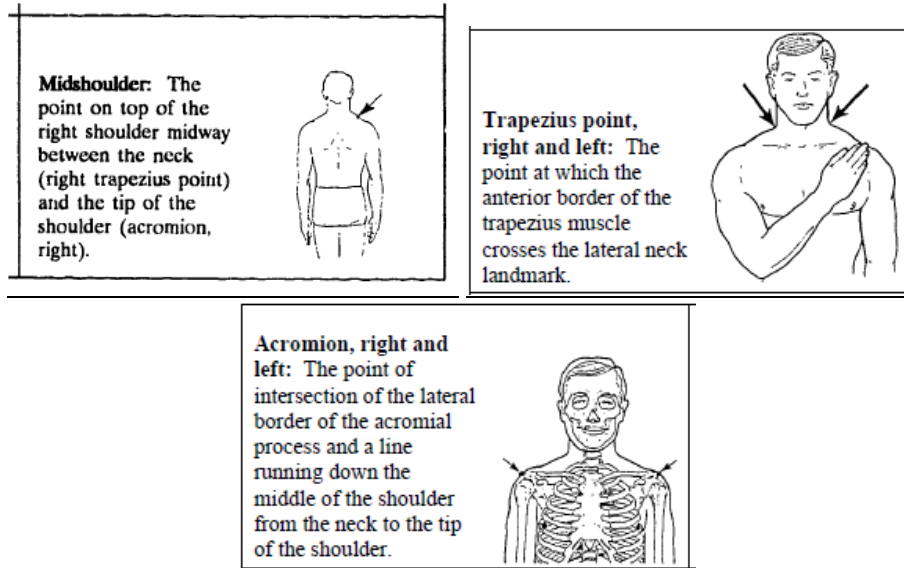 Midshoulder: The
point on top of the
right shoulder midway
between the neck
(right trapezius point)
and the tip of the
shoulder (acromion,
right).
Trapezius point,
right and left: The
point at which the
anterior border of the
trapezius muscle
crosses the lateral neck
landmark.
Acromion, right and
left: The point of
intersection of the lateral
border of the acromial
process and a line
running down the
middle of the shoulder
from the neck to the tip
of the shoulder.